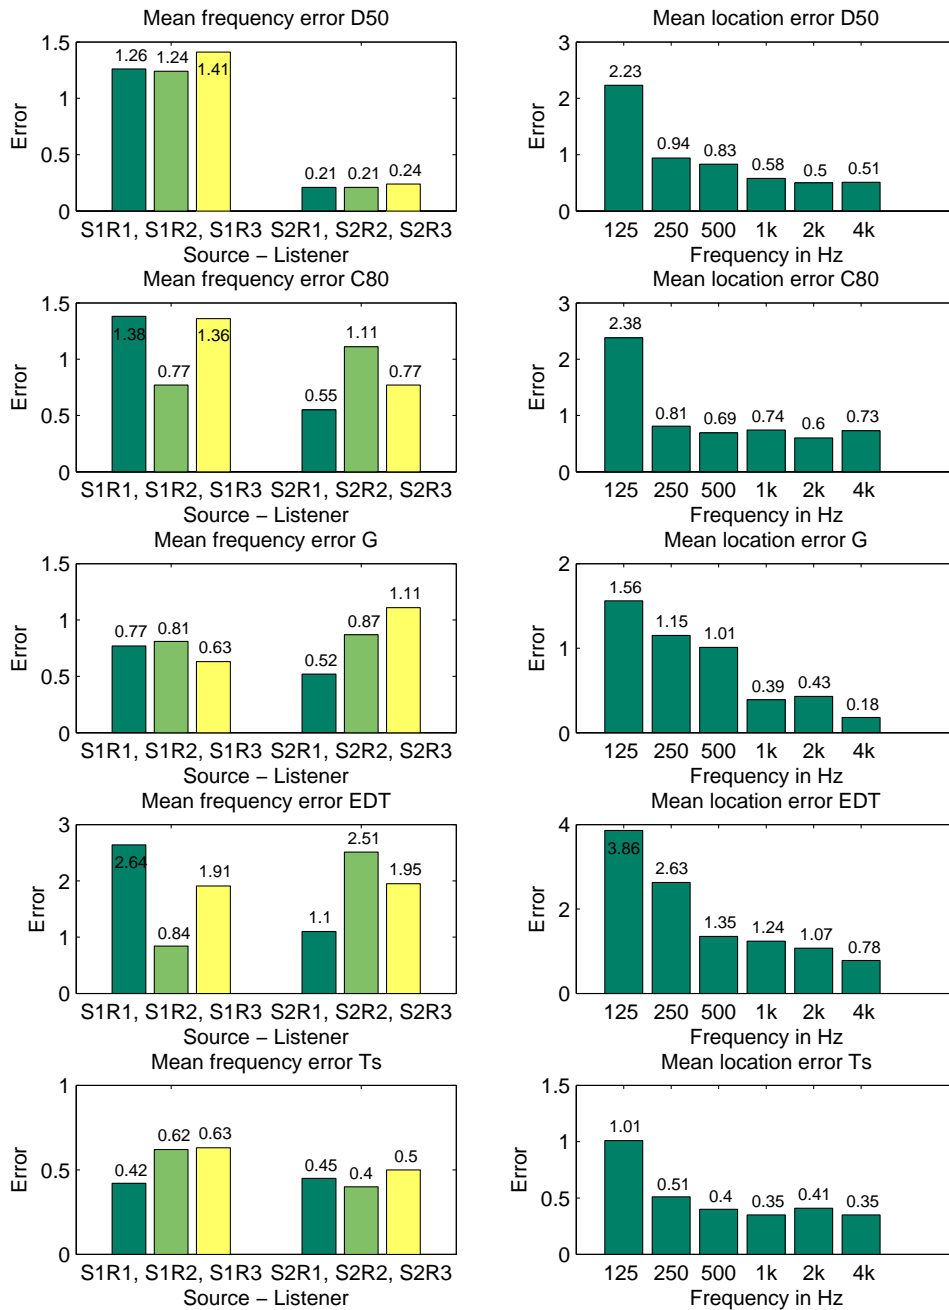 Mean frequency error D50
1.5
1
0.5
0
Error
1.26
1.24
1.41
0.21
0.21
0.24
S1R1, S1R2, S1R3
S2R1, S2R2, S2R3
Source − Listener
Mean location error D50
3
2
1
0
Error
2.23
0.94
0.83
0.58
0.5
0.51
125 250 500 1k 2k 4k
Frequency in Hz
Mean frequency error C80
1.5
1
0.5
0
Error
1.38
0.77
1.36
0.55
1.11
0.77
S1R1, S1R2, S1R3
S2R1, S2R2, S2R3
Source − Listener
Mean location error C80
3
2
1
0
Error
2.38
0.81
0.69
0.74
0.6
0.73
125 250 500 1k 2k 4k
Frequency in Hz
Mean frequency error G
1.5
1
0.5
0
Error
0.77
0.81
0.63
0.52
0.87
1.11
S1R1, S1R2, S1R3
S2R1, S2R2, S2R3
Source − Listener
Mean location error G
2
1
0
Error
1.56
1.15
1.01
0.39
0.43
0.18
125 250 500 1k 2k 4k
Frequency in Hz
Mean frequency error EDT
3
2
1
0
Error
2.64
0.84
1.91
1.1
2.51
1.95
S1R1, S1R2, S1R3
S2R1, S2R2, S2R3
Source − Listener
Mean location error EDT
4
2
0
Error
3.86
2.63
1.35
1.24
1.07
0.78
125 250 500 1k 2k 4k
Frequency in Hz
Mean frequency error Ts
1
0.5
0
Error
0.42
0.62
0.63
0.45
0.4
0.5
S1R1, S1R2, S1R3
S2R1, S2R2, S2R3
Source − Listener
Mean location error Ts
1.5
1
0.5
0
Error
1.01
0.51
0.4
0.35
0.41
0.35
125 250 500 1k 2k 4k
Frequency in Hz